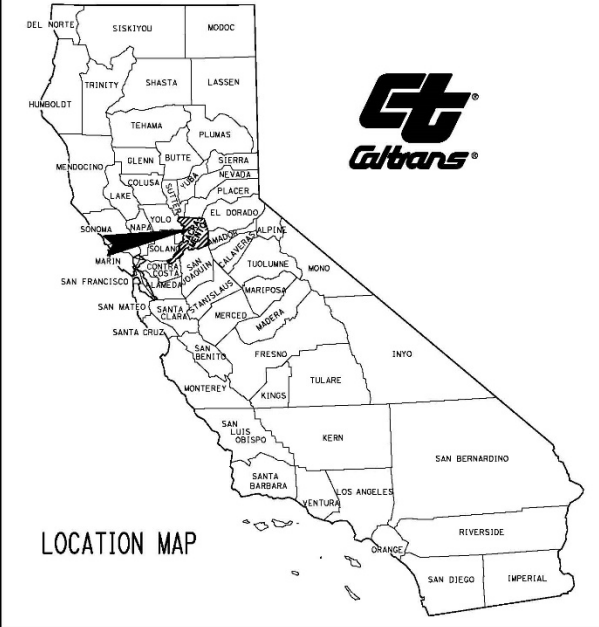 DEL NORTE
SISKIYOU
MODOC
TRINITY
SHASTA
LASSEN
HUMBOLDT
TEHAMA
PLUMAS
MENDOCINO
GLENN
BUTTE
SIERRA
NEVADA
YUBA
COLUSA
SUTTER
PLACER
LAKE
YOLO
EL DORADO
SONOMA
NAPA
SACRA
MENTO
ALPINE
AMADOR
SOLANO
MARIN
CALAVERAS
TUOLUMNE
MONO
CONTRA
COSTA
SAN
JOAQUIN
SAN FRANCISCO
ALAMEDA
STANISLAUS
MARIPOSA
SAN MATEO
SANTA
CLARA
MERCED
MADERA
SANTA CRUZ
SAN
BENITO
FRESNO
INYO
MONTEREY
KINGS
TULARE
SAN
LUIS
OBISPO
KERN
SAN BERNARDINO
SANTA
BARBARA
VENTURA
LOS ANGELES
RIVERSIDE
ORANGE
SAN DIEGO
IMPERIAL
Ct®
Caltrans®
LOCATION MAP